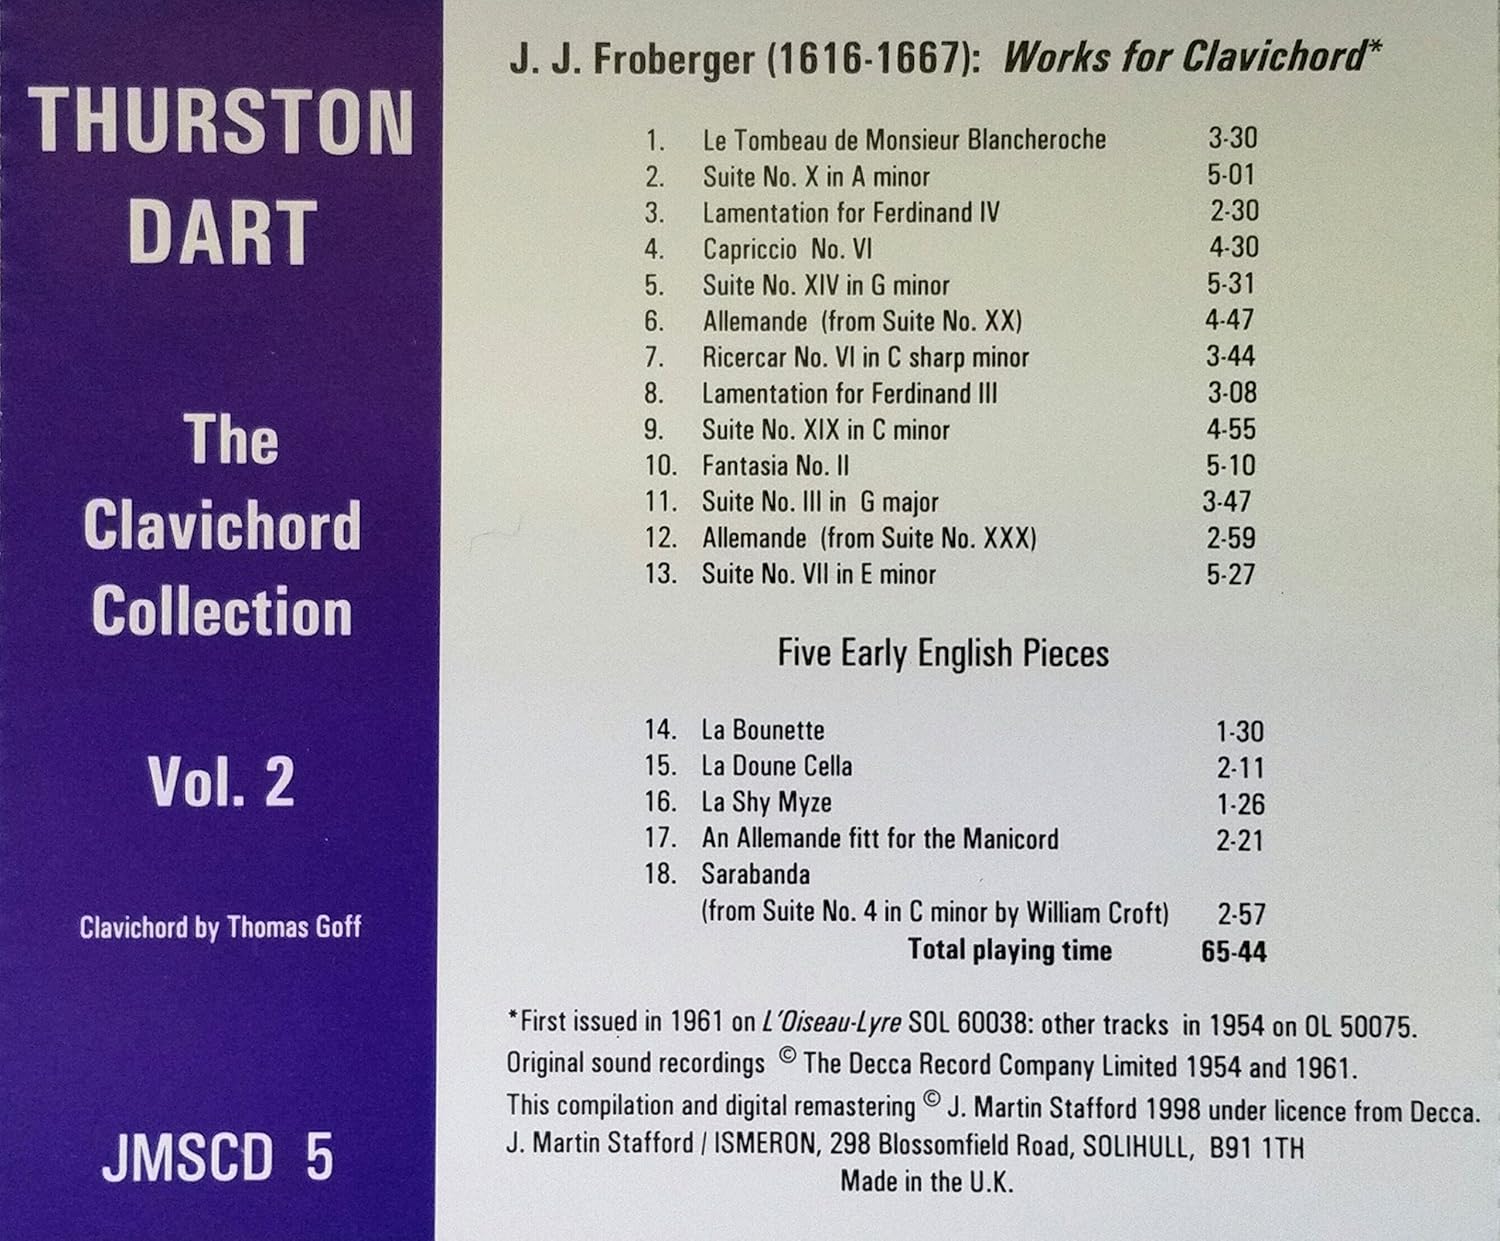 THURSTON
DART
The
Clavichord
Collection
Vol. 2
Clavichord by Thomas Goff
JMSCD 5
J. J. Froberger (1616-1667): Works for Clavichord*
1. Le Tombeau de Monsieur Blancheroche 3-30
2. Suite No. X in A minor 5-01
3. Lamentation for Ferdinand IV 2-30
4. Capriccio No. VI 4-30
5. Suite No. XIV in G minor 5-31
6. Allemande (from Suite No. XX) 4-47
7. Ricercar No. VI in C sharp minor 3-44
8. Lamentation for Ferdinand III 3-08
9. Suite No. XIX in C minor 4-55
10. Fantasia No. II 5-10
11. Suite No. III in G major 3-47
12. Allemande (from Suite No. XXX) 2-59
13. Suite No. VII in E minor 5-27
Five Early English Pieces
14. La Bounette 1-30
15. La Doune Cella 2-11
16. La Shy Myze 1-26
17. An Allemande fitt for the Manicord 2-21
18. Sarabanda
(from Suite No. 4 in C minor by William Croft) 2-57
Total playing time 65-44
*First issued in 1961 on L'Oiseau-Lyre SOL 60038: other tracks in 1954 on OL 50075.
Original sound recordings © The Decca Record Company Limited 1954 and 1961.
This compilation and digital remastering © J. Martin Stafford 1998 under licence from Decca.
J. Martin Stafford / ISMERON, 298 Blossomfield Road, SOLIHULL, B91 1TH
Made in the U.K.